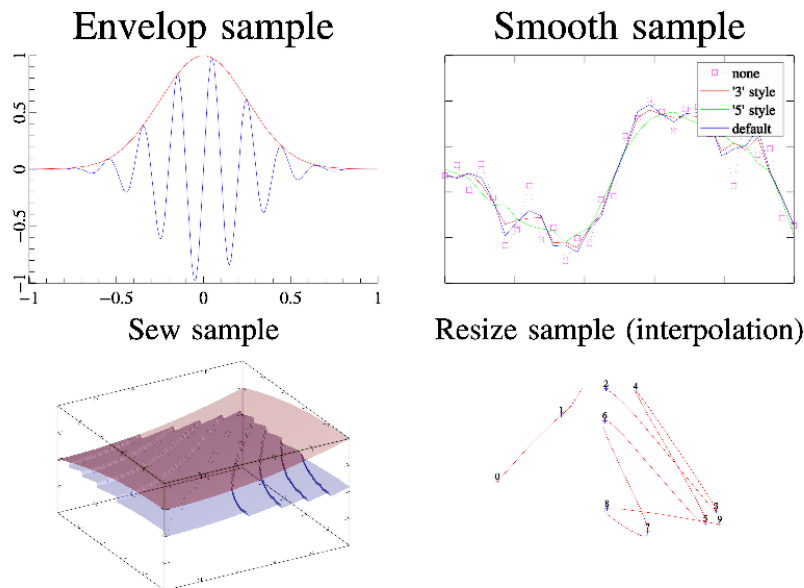 Envelop sample
Smooth sample
1
0.5
0
−0.5
−1
−1
−0.5
0
0.5
1
none
'3' style
'5' style
default
Sew sample
Resize sample (interpolation)
0
1
2
4
6
3
8
7
5
9